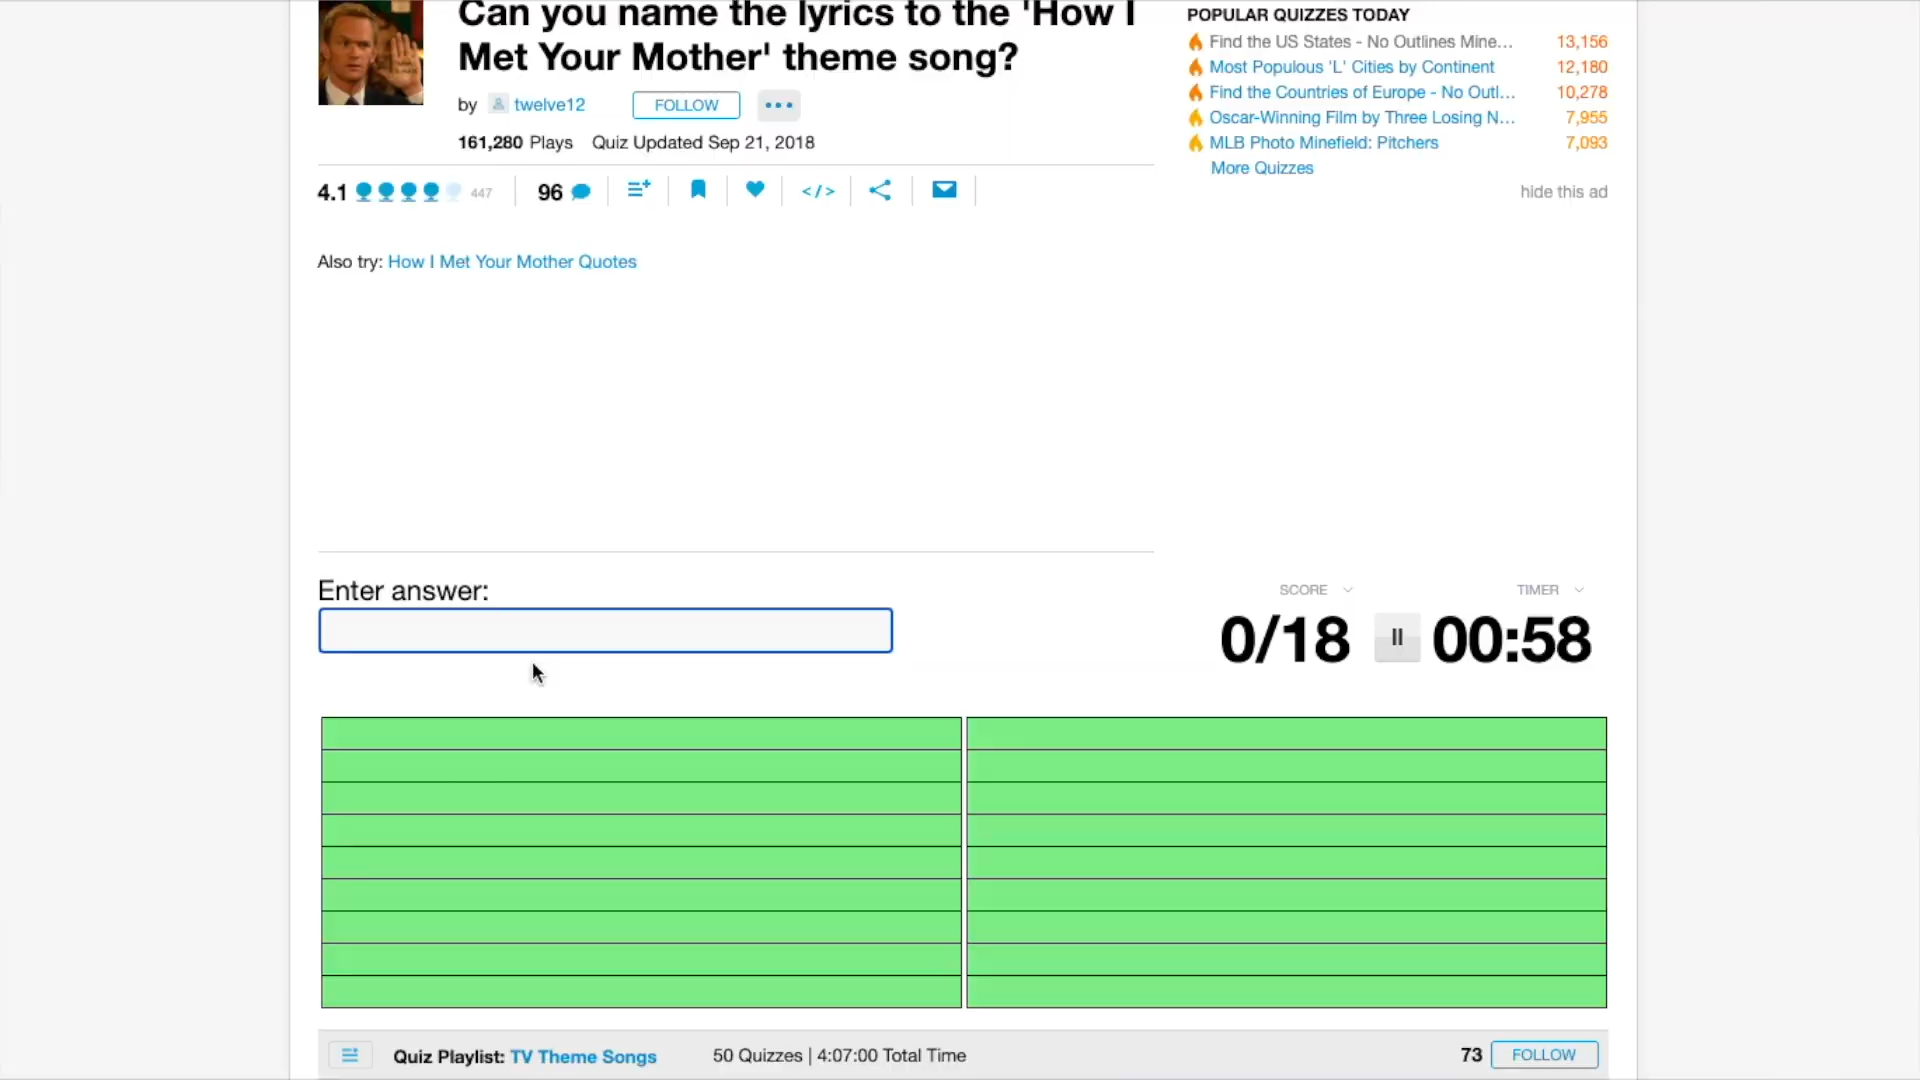 Can you name the lyrics to the 'How I
Met Your Mother' theme song?
by twelve12 FOLLOW
161,280 Plays Quiz Updated Sep 21, 2018
4.1 447 96 </>
Also try: How I Met Your Mother Quotes
POPULAR QUIZZES TODAY
Find the US States - No Outlines Mine... 13,156
Most Populous 'L' Cities by Continent 12,180
Find the Countries of Europe - No Outl... 10,278
Oscar-Winning Film by Three Losing N... 7,955
MLB Photo Minefield: Pitchers 7,093
More Quizzes
hide this ad
Enter answer:
SCORE TIMER
0/18 00:58
Quiz Playlist: TV Theme Songs 50 Quizzes | 4:07:00 Total Time 73 FOLLOW